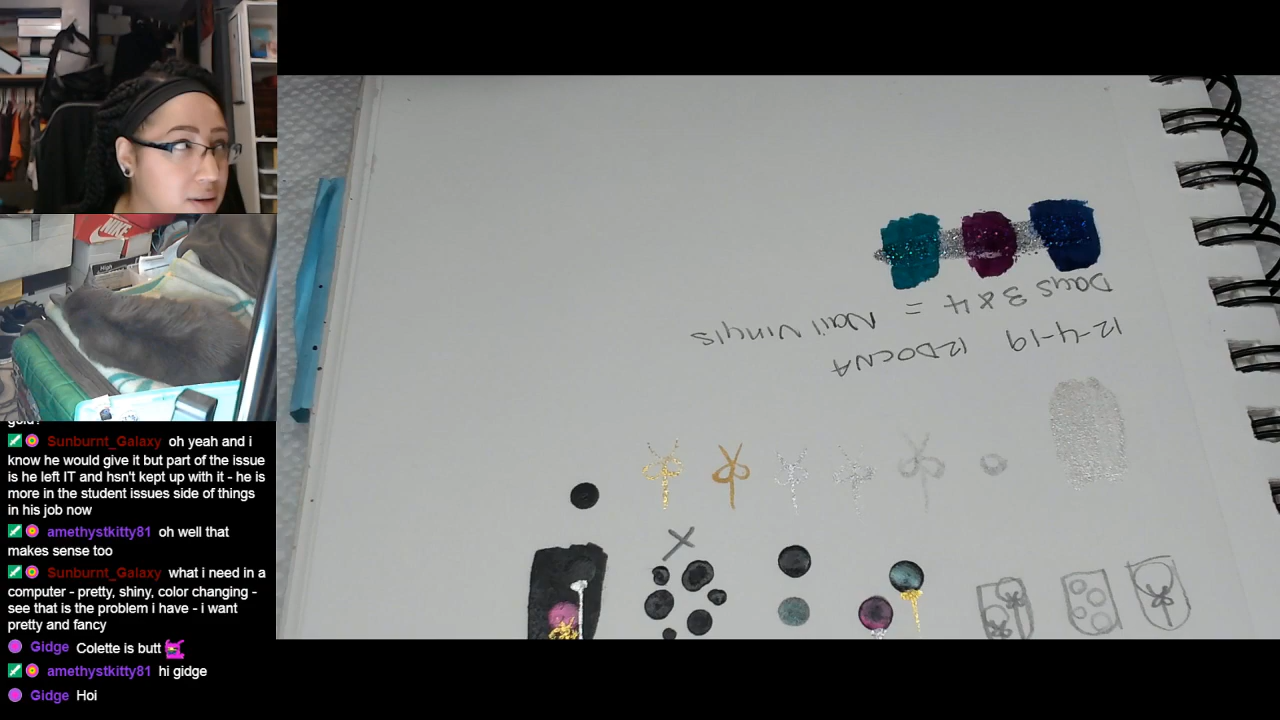 NIKE
High
gold?
Sunburnt_Galaxy oh yeah and i
know he would give it but part of the issue
is he left IT and hsn't kept up with it - he is
more in the student issues side of things
in his job now
amethystkitty81 oh well that
makes sense too
Sunburnt_Galaxy what i need in a
computer - pretty, shiny, color changing -
see that is the problem i have - i want
pretty and fancy
Gidge Colette is butt
amethystkitty81 hi gidge
Gidge Hoi
12-4-19 12DOCNA
Days 3 & 4 = Nail Vinyls